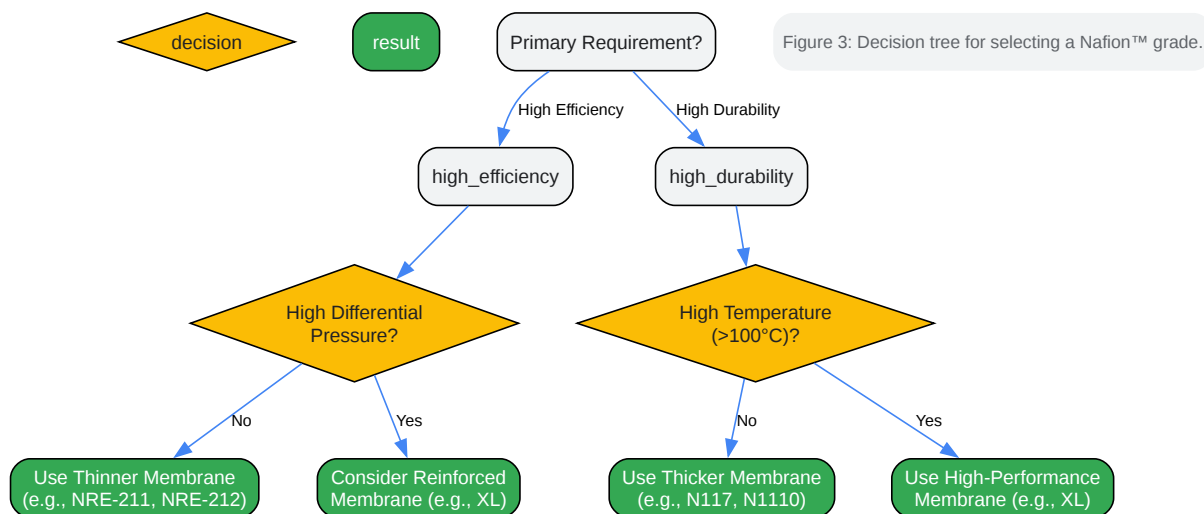 decision
result
Primary Requirement?
Figure 3: Decision tree for selecting a Nafion™ grade.
High Efficiency
High Durability
high_efficiency
high_durability
High Differential
Pressure?
High Temperature
(>100°C)?
No
Yes
No
Yes
Use Thinner Membrane
(e.g., NRE-211, NRE-212)
Consider Reinforced
Membrane (e.g., XL)
Use Thicker Membrane
(e.g., N117, N1110)
Use High-Performance
Membrane (e.g., XL)